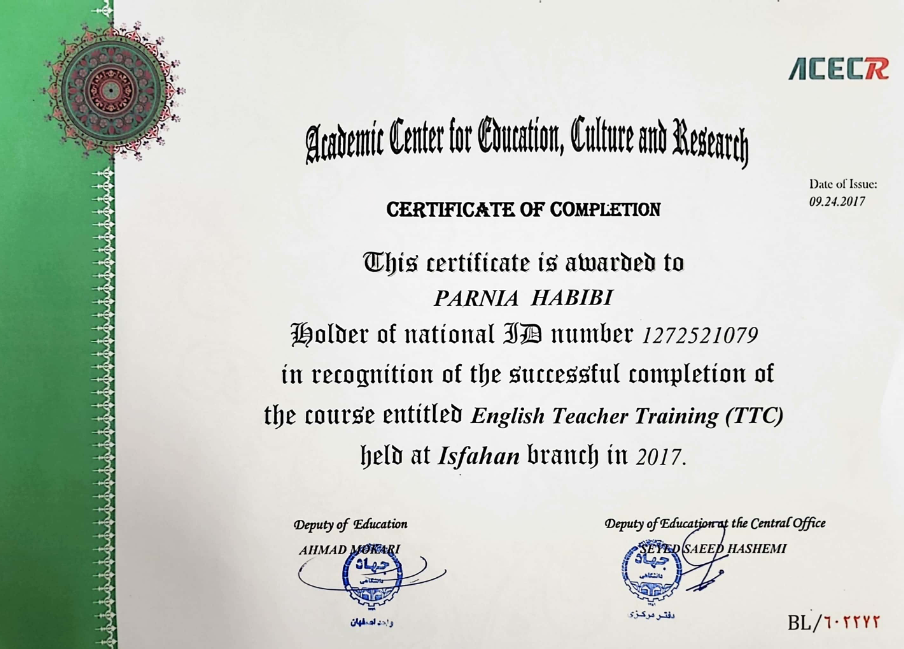 ACECR
Academic Center for Education, Culture and Research
Date of Issue:
09.24.2017
CERTIFICATE OF COMPLETION
This certificate is awarded to
PARNIA HABIBI
Holder of national ID number 1272521079
in recognition of the successful completion of
the course entitled English Teacher Training (TTC)
held at Isfahan branch in 2017.
Deputy of Education
AHMAD MOKARI
جهاد
دانشگاهی
واحد اصفهان
Deputy of Education at the Central Office
SEYED SAEED HASHEMI
جهاد
دانشگاهی
دفتر مرکزی
BL/٦٠٢٢٧٢